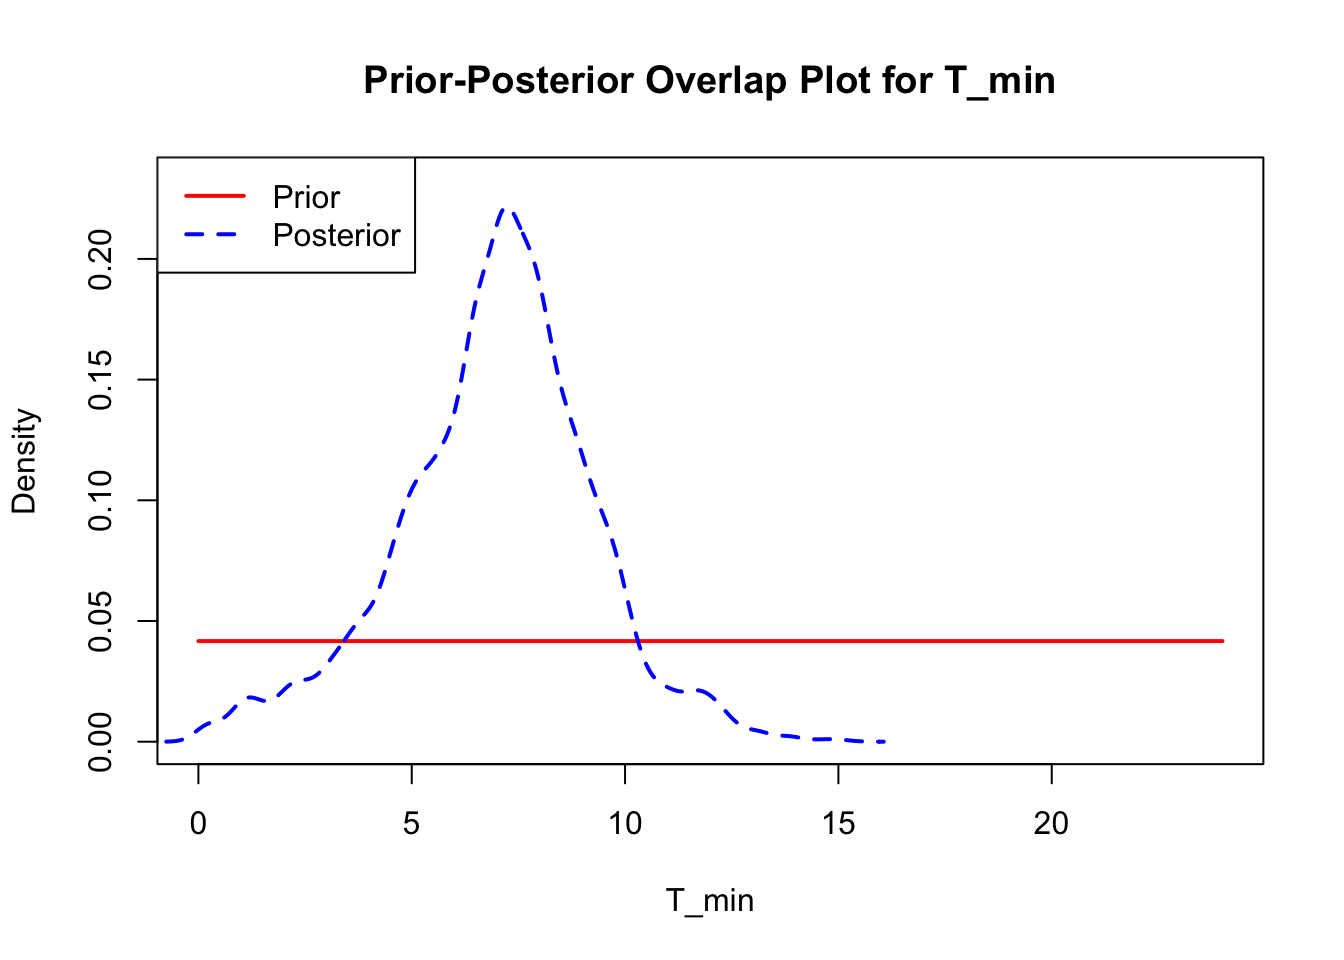 Prior-Posterior Overlap Plot for T_min
Prior
Posterior
Density
0.20
0.15
0.10
0.05
0.00
0 5 10 15 20
T_min